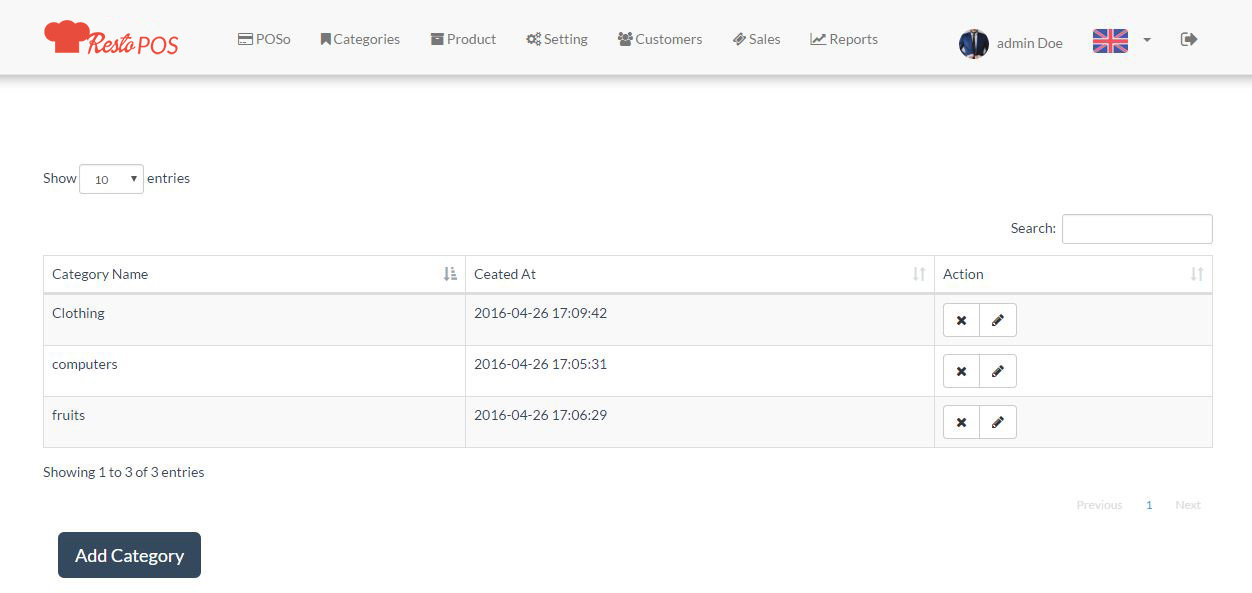 Resto POS POSo Categories Product Setting Customers Sales Reports admin Doe
Show 10 entries
Search:
Category Name Ceated At Action
Clothing 2016-04-26 17:09:42
computers 2016-04-26 17:05:31
fruits 2016-04-26 17:06:29
Showing 1 to 3 of 3 entries
Previous 1 Next
Add Category